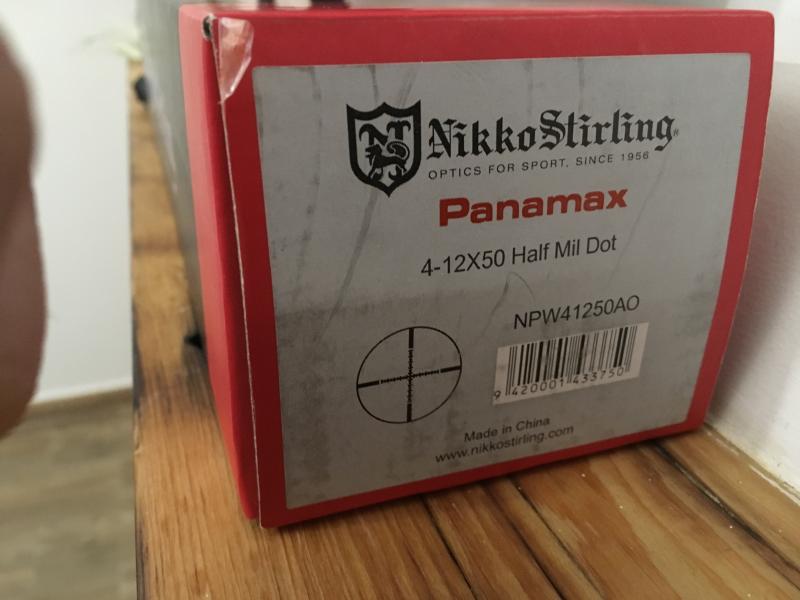 NikkoStirling®
OPTICS FOR SPORT. SINCE 1956
Panamax
4-12X50 Half Mil Dot
NPW41250AO
9 420001 433750
Made in China
www.nikkostirling.com